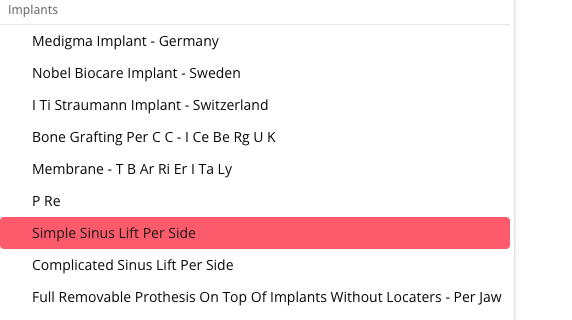 Implants
Medigma Implant - Germany
Nobel Biocare Implant - Sweden
I Ti Straumann Implant - Switzerland
Bone Grafting Per C C - I Ce Be Rg U K
Membrane - T B Ar Ri Er I Ta Ly
P Re
Simple Sinus Lift Per Side
Complicated Sinus Lift Per Side
Full Removable Prothesis On Top Of Implants Without Locaters - Per Jaw